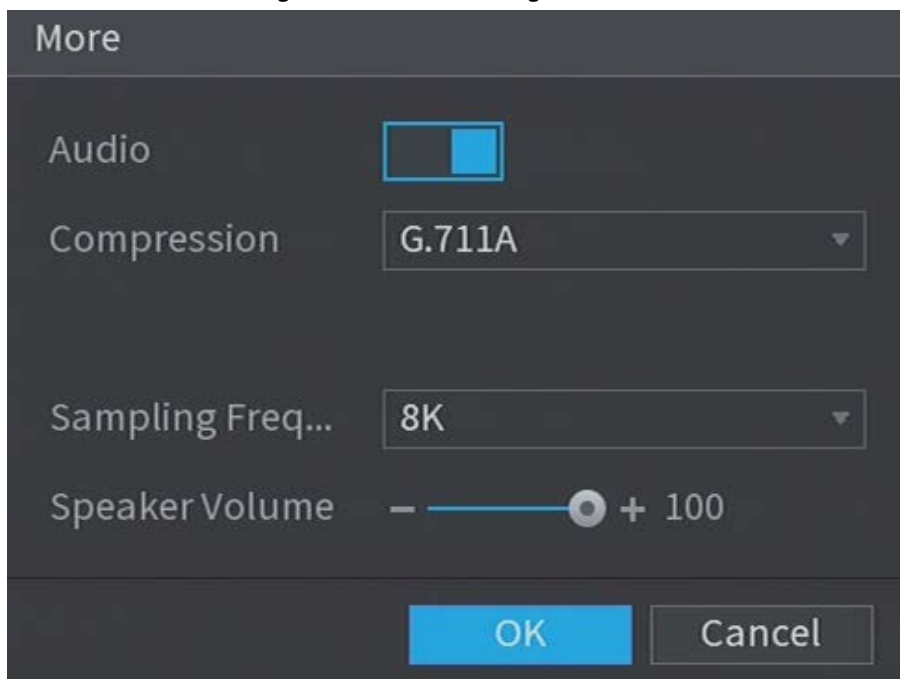 More
Audio
Compression G.711A
Sampling Freq... 8K
Speaker Volume - + 100
OK Cancel